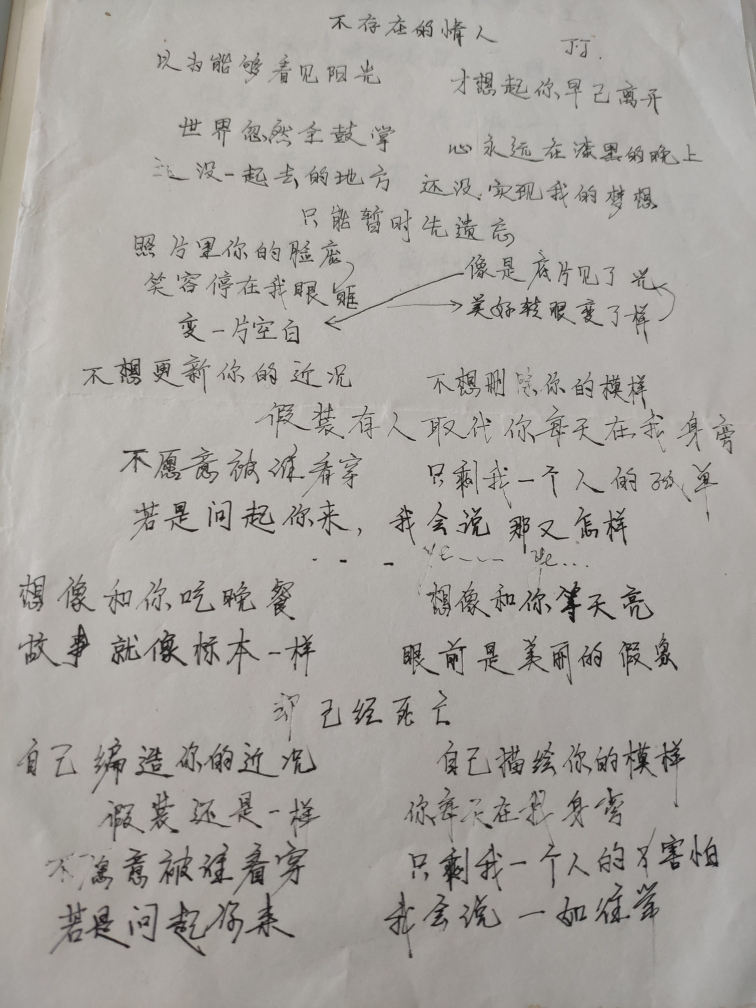 不存在的情人
丁丁.
以为能够看见阳光 才想起你早已离开
世界忽然全鼓掌 心永远在漆黑的晚上
没一起去的地方 还没实现我的梦想
只能暂时先遗忘
照片里你的脸庞 像是底片见了光
笑容停在我眼眶 美好转眼变了样
变一片空白
不想更新你的近况 不想删除你的模样
假装有人取代你每天在我身旁
不愿意被谁看穿 只剩我一个人的孤单
若是问起你来，我会说 那又怎样
- - - ye--- ye...
想像和你吃晚餐 想像和你等天亮
故事就像标本一样 眼前是美丽的假象
却已经死亡
自己编造你的近况 自己描绘你的模样
假装还是一样 你每天在我身旁
不愿意被谁看穿 只剩我一个人的 害怕
若是问起你来 我会说 一如往常